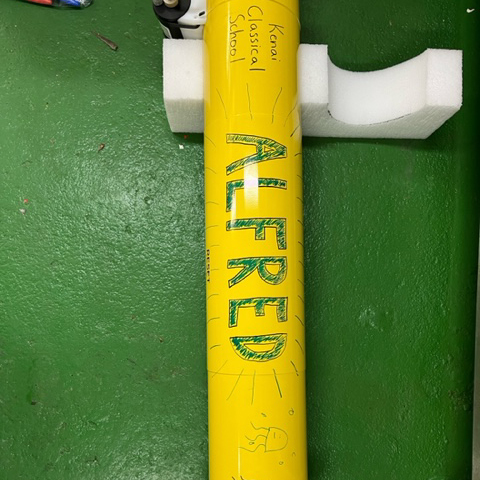 Kenai
Classical
School
ALFRED